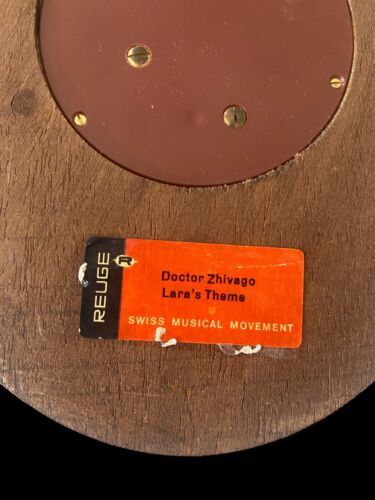 REUGE R
Doctor Zhivago
Lara's Theme
SWISS MUSICAL MOVEMENT